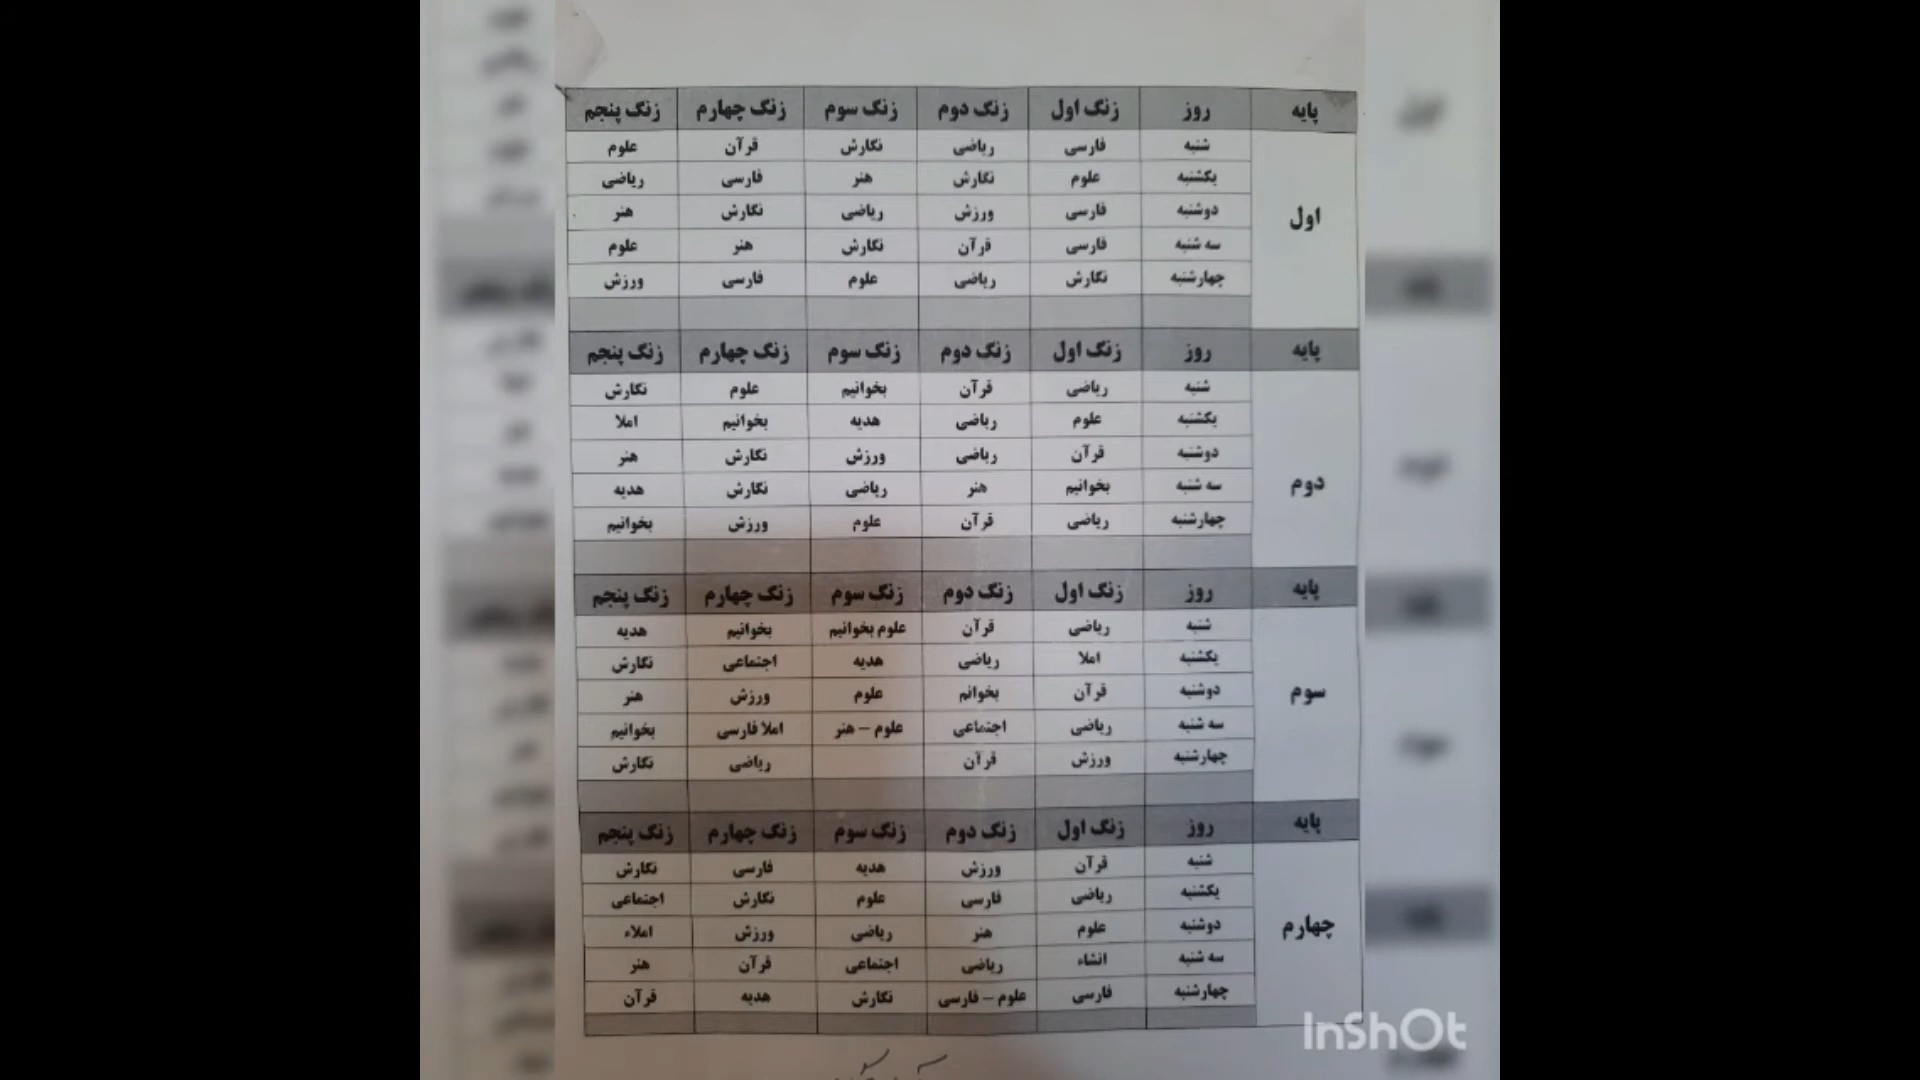 پایه روز زنگ اول زنگ دوم زنگ سوم زنگ چهارم زنگ پنجم
اول
شنبه فارسی ریاضی نگارش قرآن علوم
یکشنبه علوم نگارش هنر فارسی ریاضی
دوشنبه فارسی ورزش ریاضی نگارش هنر
سه شنبه فارسی قرآن نگارش هنر علوم
چهارشنبه نگارش ریاضی علوم فارسی ورزش
پایه روز زنگ اول زنگ دوم زنگ سوم زنگ چهارم زنگ پنجم
دوم
شنبه ریاضی قرآن بخوانیم علوم نگارش
یکشنبه علوم ریاضی هدیه بخوانیم املا
دوشنبه قرآن ریاضی ورزش نگارش هنر
سه شنبه بخوانیم هنر ریاضی نگارش هدیه
چهارشنبه ریاضی قرآن علوم ورزش بخوانیم
پایه روز زنگ اول زنگ دوم زنگ سوم زنگ چهارم زنگ پنجم
سوم
شنبه ریاضی قرآن علوم بخوانیم بخوانیم هدیه
یکشنبه املا ریاضی هدیه اجتماعی نگارش
دوشنبه قرآن بخوانم علوم ورزش هنر
سه شنبه ریاضی اجتماعی علوم – هنر املا فارسی بخوانیم
چهارشنبه ورزش قرآن ریاضی نگارش
پایه روز زنگ اول زنگ دوم زنگ سوم زنگ چهارم زنگ پنجم
چهارم
شنبه قرآن ورزش هدیه فارسی نگارش
یکشنبه ریاضی فارسی علوم نگارش اجتماعی
دوشنبه علوم هنر ریاضی ورزش املاء
سه شنبه انشاء ریاضی اجتماعی قرآن هنر
چهارشنبه فارسی علوم – فارسی نگارش هدیه قرآن
InShOt